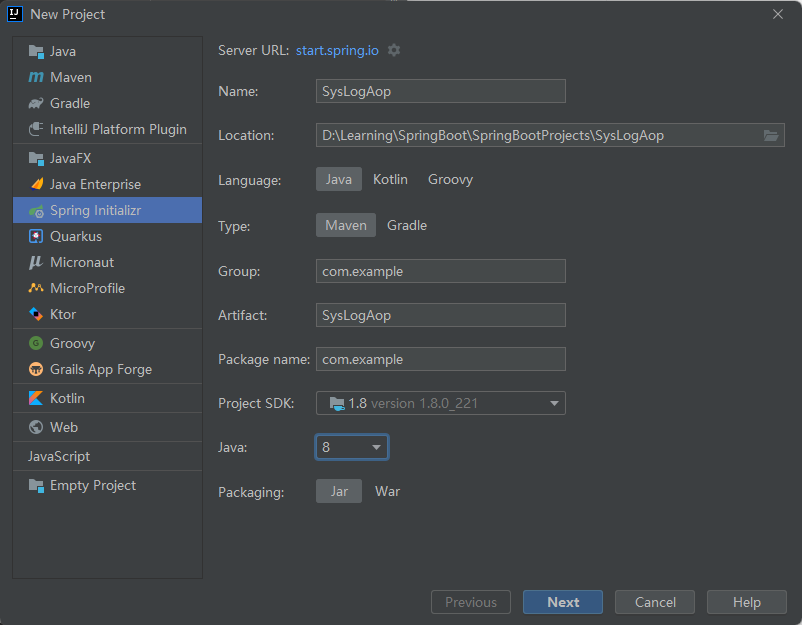 New Project
Java
Maven
Gradle
IntelliJ Platform Plugin
JavaFX
Java Enterprise
Spring Initializr
Quarkus
Micronaut
MicroProfile
Ktor
Groovy
Grails App Forge
Kotlin
Web
JavaScript
Empty Project
Server URL: start.spring.io
Name: SysLogAop
Location: D:\Learning\SpringBoot\SpringBootProjects\SysLogAop
Language: Java Kotlin Groovy
Type: Maven Gradle
Group: com.example
Artifact: SysLogAop
Package name: com.example
Project SDK: 1.8 version 1.8.0_221
Java: 8
Packaging: Jar War
Previous Next Cancel Help